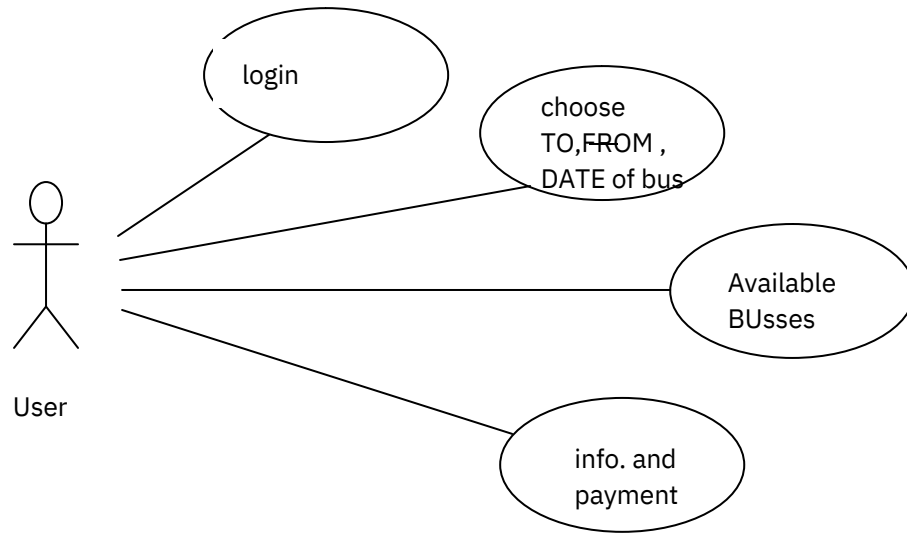 login
choose
TO,FROM ,
DATE of bus
Available
BUsses
User
info. and
payment